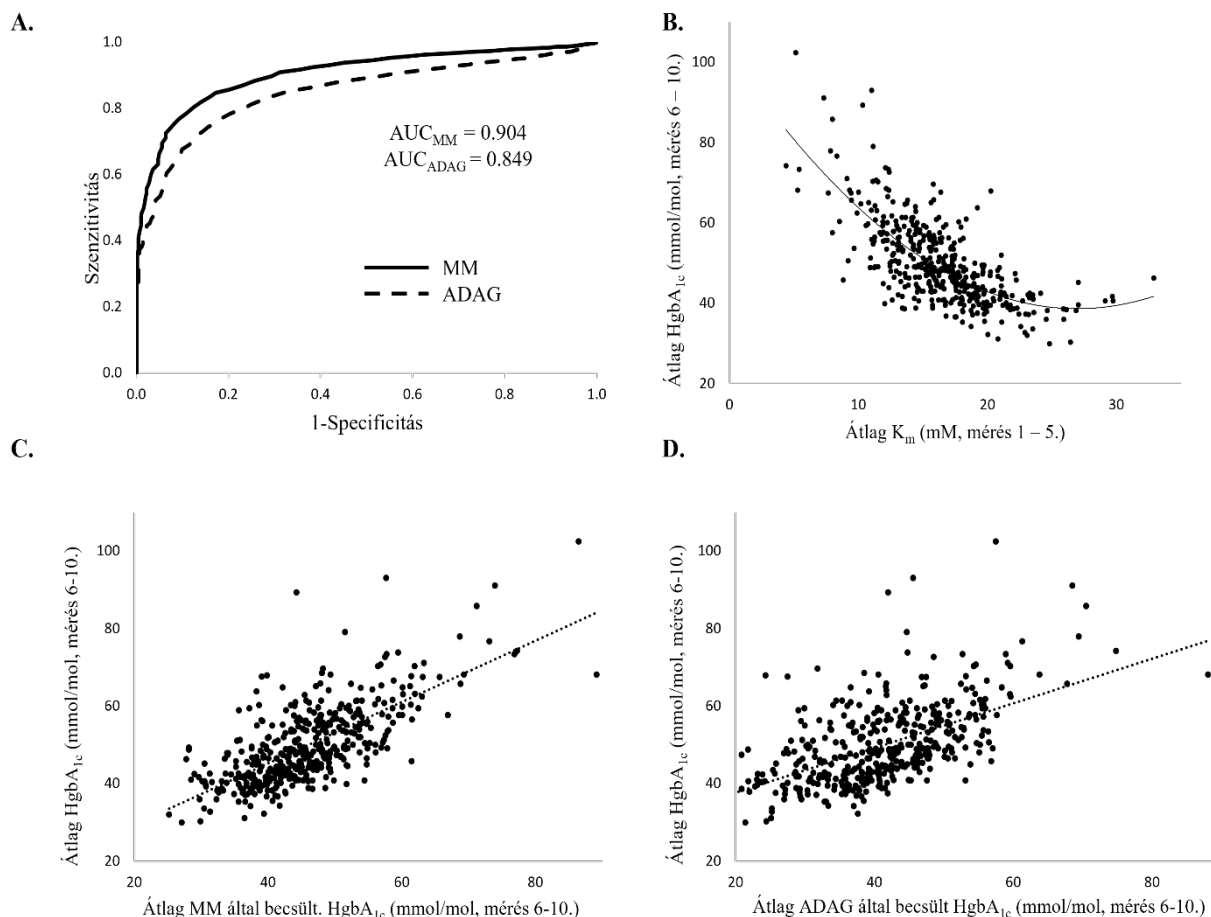 A.
1.0
0.8
0.6
0.4
0.2
0.0
Szenzitivitás
AUC_MM = 0.904
AUC_ADAG = 0.849
MM
ADAG
0.0 0.2 0.4 0.6 0.8 1.0
1-Specificitás
B.
100
80
60
40
20
Átlag HgbA1c (mmol/mol, mérés 6 – 10.)
0 10 20 30
Átlag Km (mM, mérés 1 – 5.)
C.
100
80
60
40
20
Átlag HgbA1c (mmol/mol, mérés 6-10.)
20 40 60 80
Átlag MM által becsült. HgbA1c (mmol/mol, mérés 6-10.)
D.
100
80
60
40
20
Átlag HgbA1c (mmol/mol, mérés 6-10.)
20 40 60 80
Átlag ADAG által becsült HgbA1c (mmol/mol, mérés 6-10.)